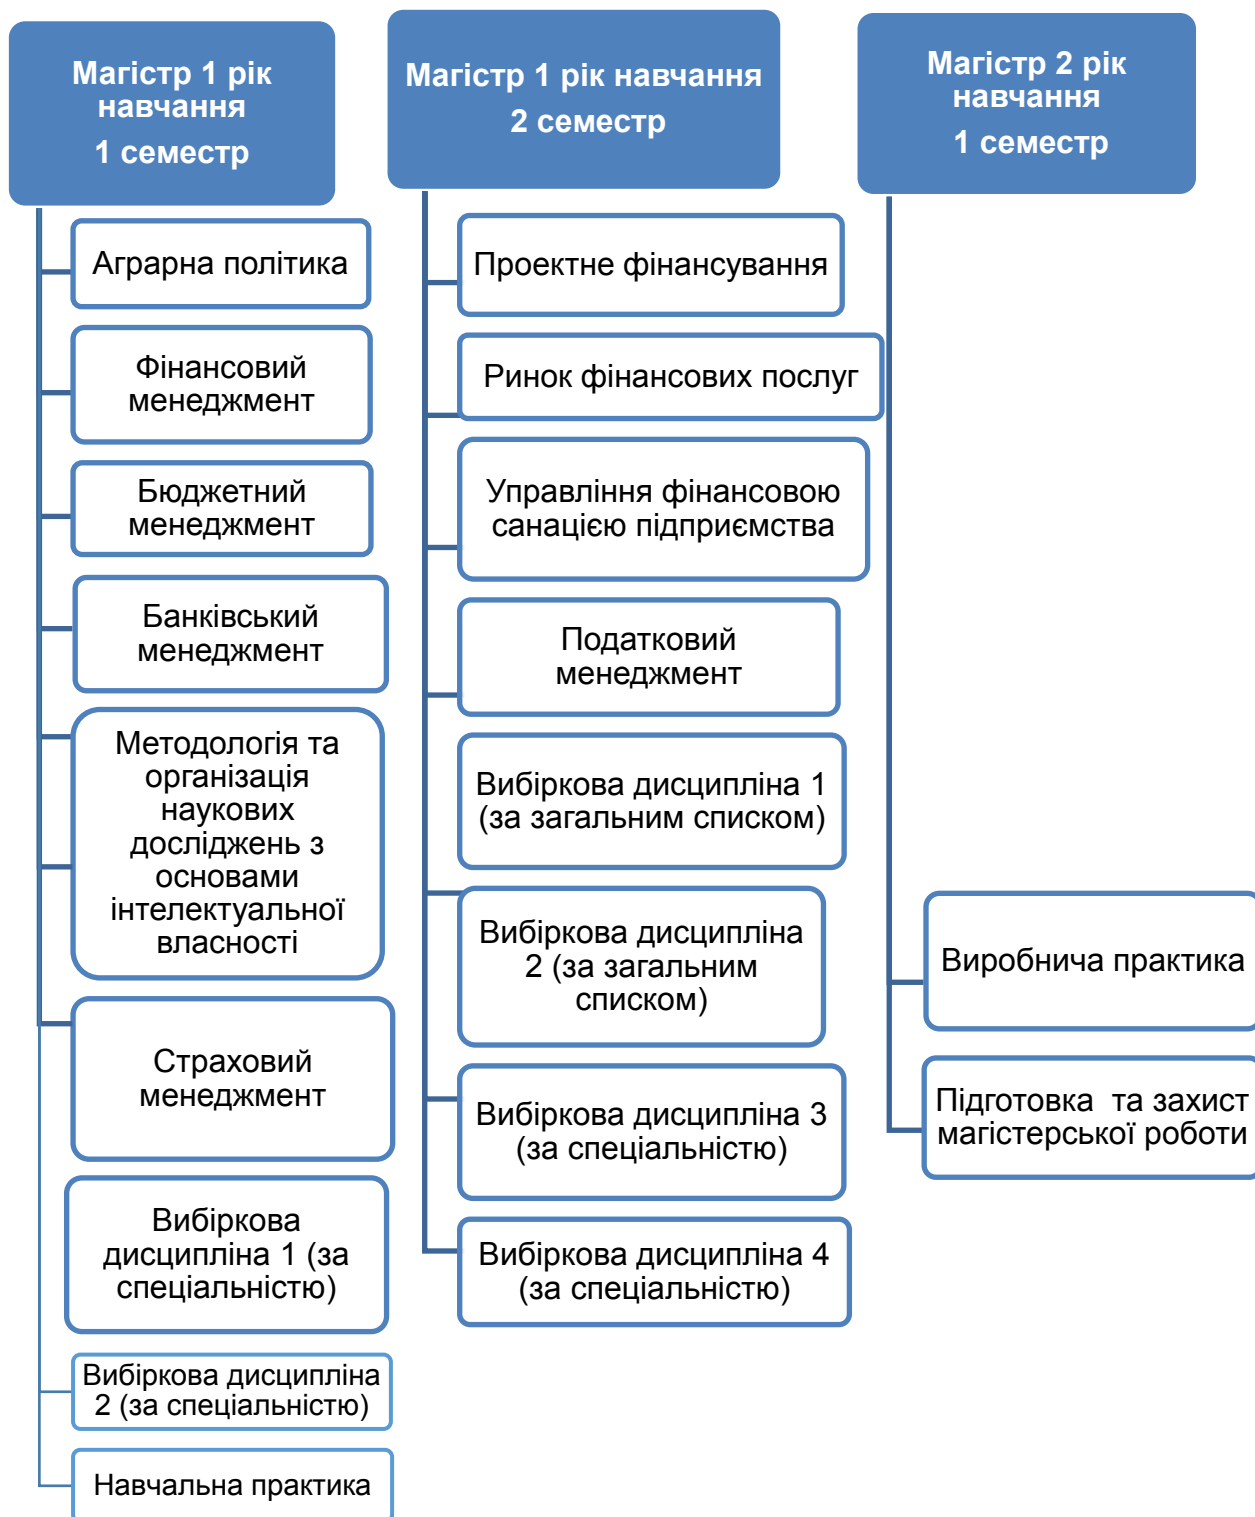 Магістр 1 рік
навчання
1 семестр
Аграрна політика
Фінансовий
менеджмент
Бюджетний
менеджмент
Банківський
менеджмент
Методологія та
організація
наукових
досліджень з
основами
інтелектуальної
власності
Страховий
менеджмент
Вибіркова
дисципліна 1 (за
спеціальністю)
Вибіркова дисципліна
2 (за спеціальністю)
Навчальна практика
Магістр 1 рік навчання
2 семестр
Проектне фінансування
Ринок фінансових послуг
Управління фінансовою
санацією підприємства
Податковий
менеджмент
Вибіркова дисципліна 1
(за загальним списком)
Вибіркова дисципліна
2 (за загальним
списком)
Вибіркова дисципліна 3
(за спеціальністю)
Вибіркова дисципліна 4
(за спеціальністю)
Магістр 2 рік
навчання
1 семестр
Виробнича практика
Підготовка  та захист
магістерської роботи